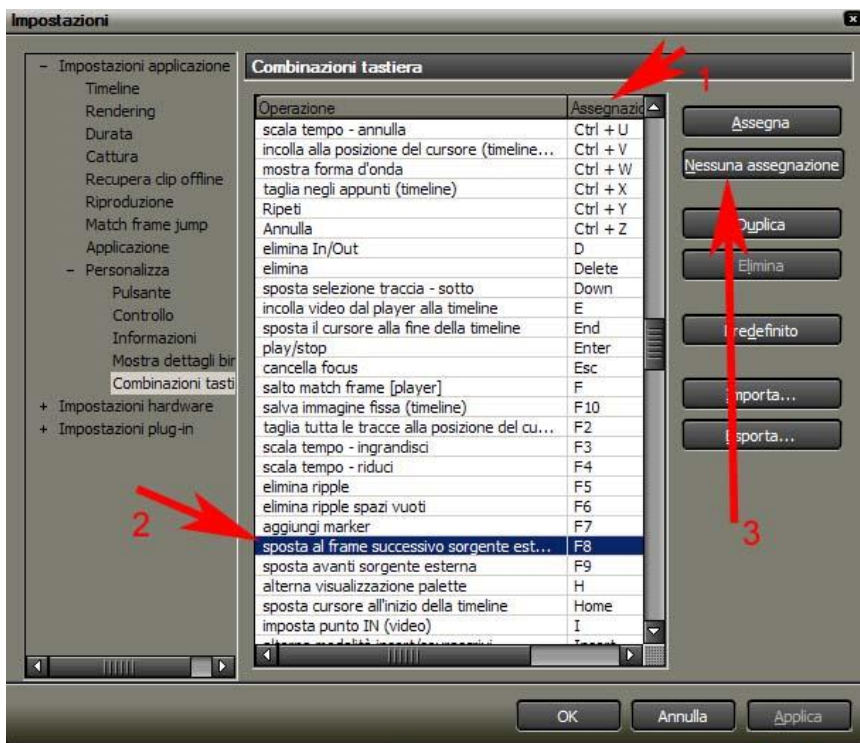 Impostazioni
- Impostazioni applicazione
Timeline
Rendering
Durata
Cattura
Recupera clip offline
Riproduzione
Match frame jump
Applicazione
- Personalizza
Pulsante
Controllo
Informazioni
Mostra dettagli bin
Combinazioni tasti
+ Impostazioni hardware
+ Impostazioni plug-in
Combinazioni tastiera
1
Operazione Assegnazio
scala tempo - annulla Ctrl + U
incolla alla posizione del cursore (timeline... Ctrl + V
mostra forma d'onda Ctrl + W
taglia negli appunti (timeline) Ctrl + X
Ripeti Ctrl + Y
Annulla Ctrl + Z
elimina In/Out D
elimina Delete
sposta selezione traccia - sotto Down
incolla video dal player alla timeline E
sposta il cursore alla fine della timeline End
play/stop Enter
cancella focus Esc
salto match frame [player] F
salva immagine fissa (timeline) F10
taglia tutta le tracce alla posizione del cu... F2
scala tempo - ingrandisci F3
scala tempo - riduci F4
elimina ripple F5
elimina ripple spazi vuoti F6
aggiungi marker F7
sposta al frame successivo sorgente est... F8
sposta avanti sorgente esterna F9
alterna visualizzazione palette H
sposta cursore all'inizio della timeline Home
imposta punto IN (video) I
2
Assegna
Nessuna assegnazione
Duplica
Elimina
Predefinito
Importa...
Esporta...
3
OK Annulla Applica